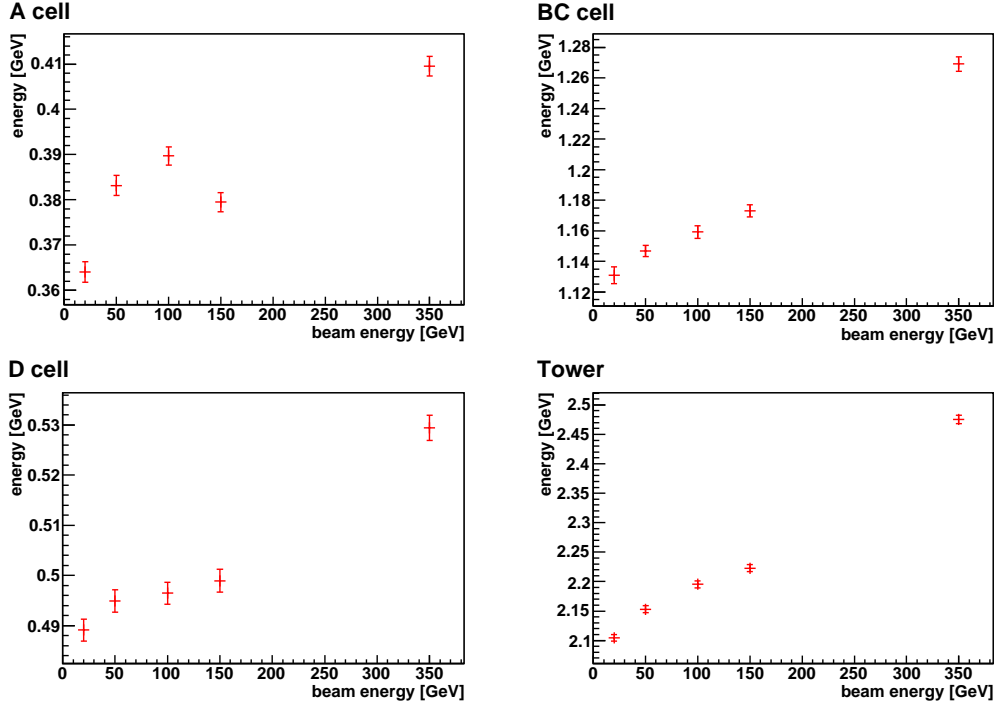 A cell
energy [GeV]
0.41
0.4
0.39
0.38
0.37
0.36
0 50 100 150 200 250 300 350
beam energy [GeV]
BC cell
energy [GeV]
1.28
1.26
1.24
1.22
1.2
1.18
1.16
1.14
1.12
0 50 100 150 200 250 300 350
beam energy [GeV]
D cell
energy [GeV]
0.53
0.52
0.51
0.5
0.49
0 50 100 150 200 250 300 350
beam energy [GeV]
Tower
energy [GeV]
2.5
2.45
2.4
2.35
2.3
2.25
2.2
2.15
2.1
0 50 100 150 200 250 300 350
beam energy [GeV]